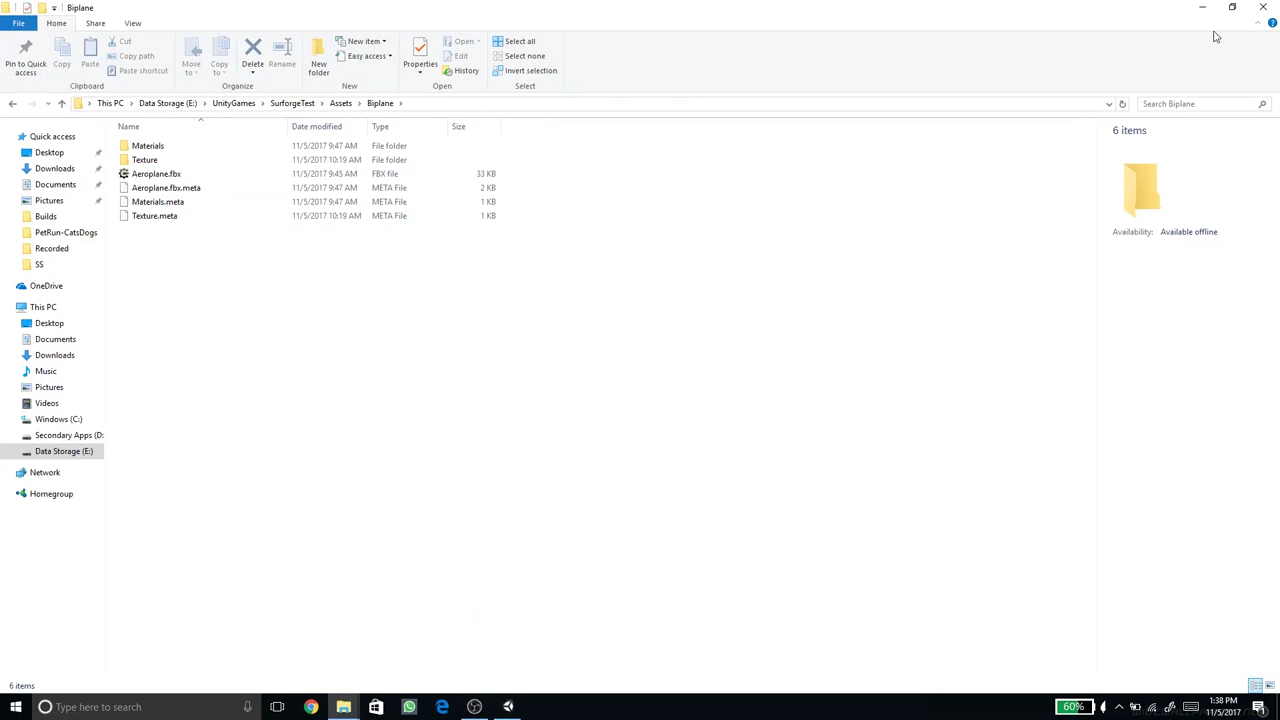 Biplane
File Home Share View
Pin to Quick access
Copy
Paste
Cut
Copy path
Paste shortcut
Clipboard
Move to
Copy to
Delete
Rename
Organize
New folder
New item
Easy access
New
Properties
Open
Edit
History
Open
Select all
Select none
Invert selection
Select
This PC > Data Storage (E:) > UnityGames > SurforgeTest > Assets > Biplane >
Search Biplane
Quick access
Desktop
Downloads
Documents
Pictures
Builds
PetRun-CatsDogs
Recorded
SS
OneDrive
This PC
Desktop
Documents
Downloads
Music
Pictures
Videos
Windows (C:)
Secondary Apps (D:
Data Storage (E:)
Network
Homegroup
Name Date modified Type Size
Materials 11/5/2017 9:47 AM File folder
Texture 11/5/2017 10:19 AM File folder
Aeroplane.fbx 11/5/2017 9:45 AM FBX file 33 KB
Aeroplane.fbx.meta 11/5/2017 9:47 AM META File 2 KB
Materials.meta 11/5/2017 9:47 AM META File 1 KB
Texture.meta 11/5/2017 10:19 AM META File 1 KB
6 items
Availability: Available offline
6 items
Type here to search
60%
1:38 PM
11/5/2017